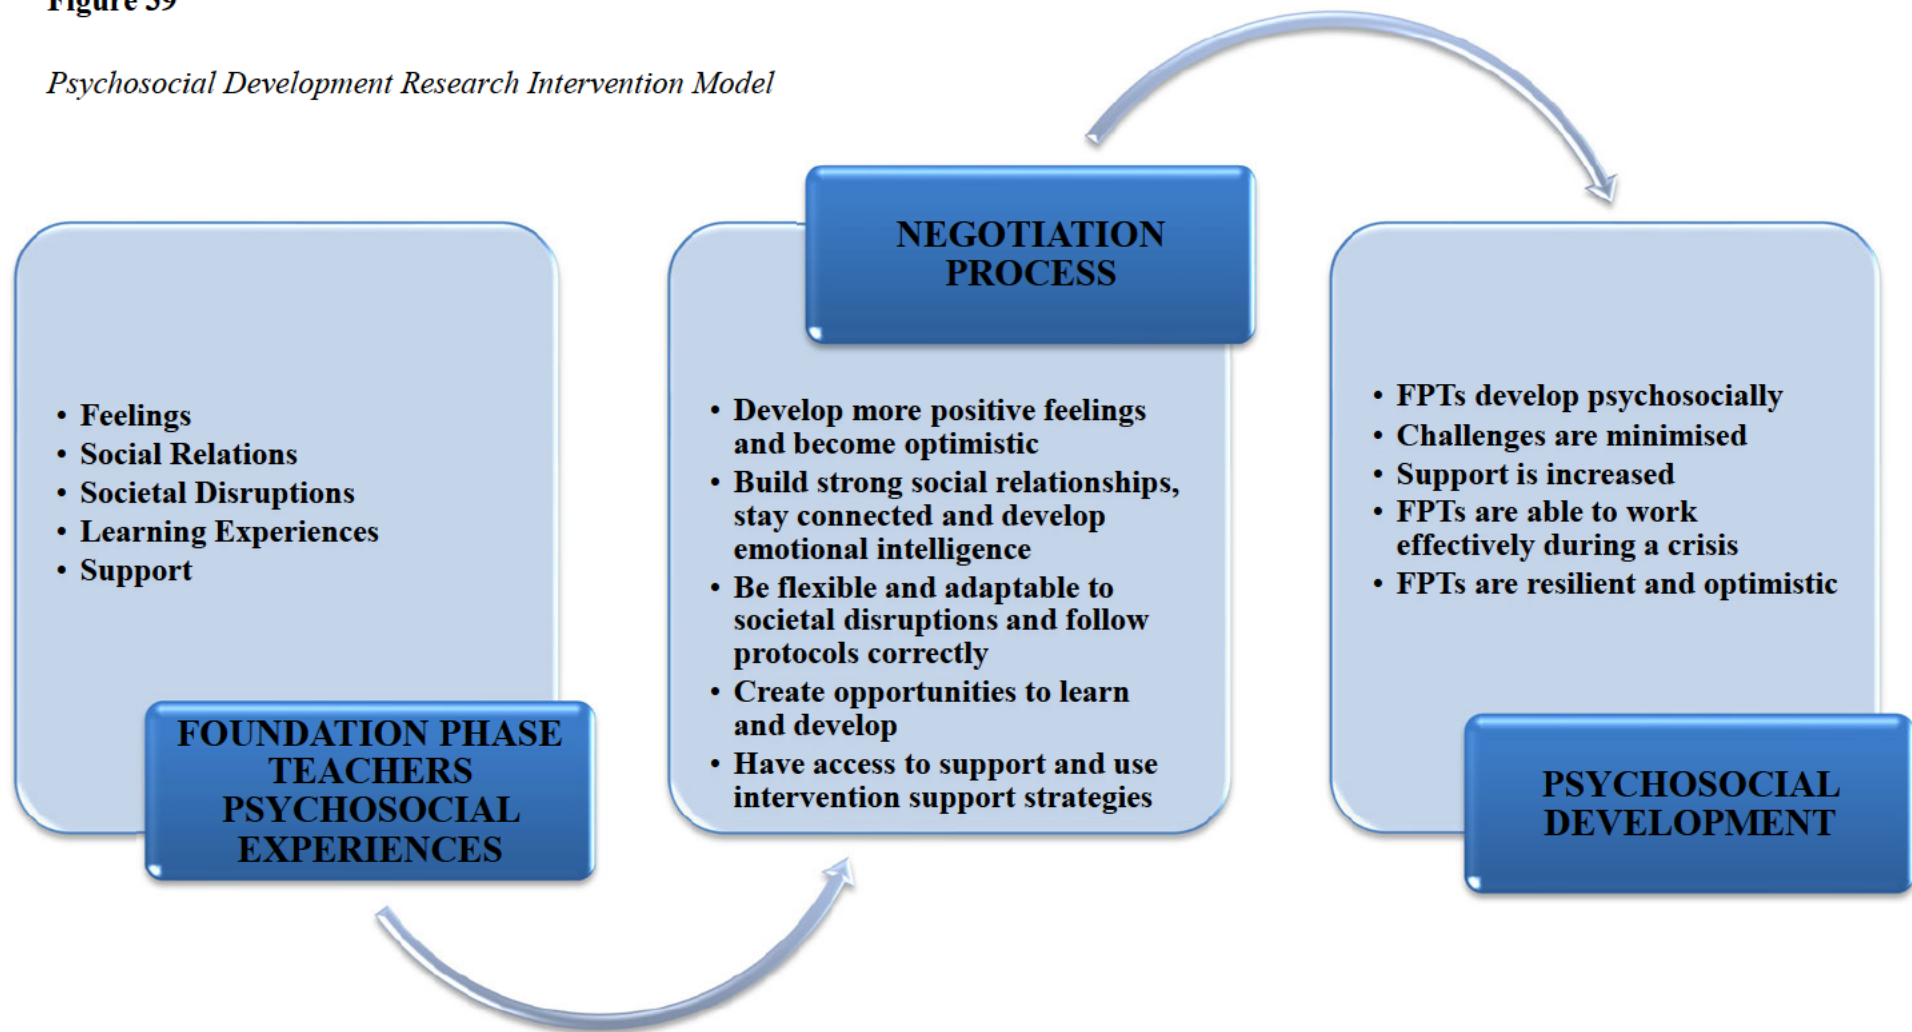 Figure 39
Psychosocial Development Research Intervention Model
• Feelings
• Social Relations
• Societal Disruptions
• Learning Experiences
• Support
FOUNDATION PHASE
TEACHERS
PSYCHOSOCIAL
EXPERIENCES
NEGOTIATION
PROCESS
• Develop more positive feelings
and become optimistic
• Build strong social relationships,
stay connected and develop
emotional intelligence
• Be flexible and adaptable to
societal disruptions and follow
protocols correctly
• Create opportunities to learn
and develop
• Have access to support and use
intervention support strategies
• FPTs develop psychosocially
• Challenges are minimised
• Support is increased
• FPTs are able to work
effectively during a crisis
• FPTs are resilient and optimistic
PSYCHOSOCIAL
DEVELOPMENT